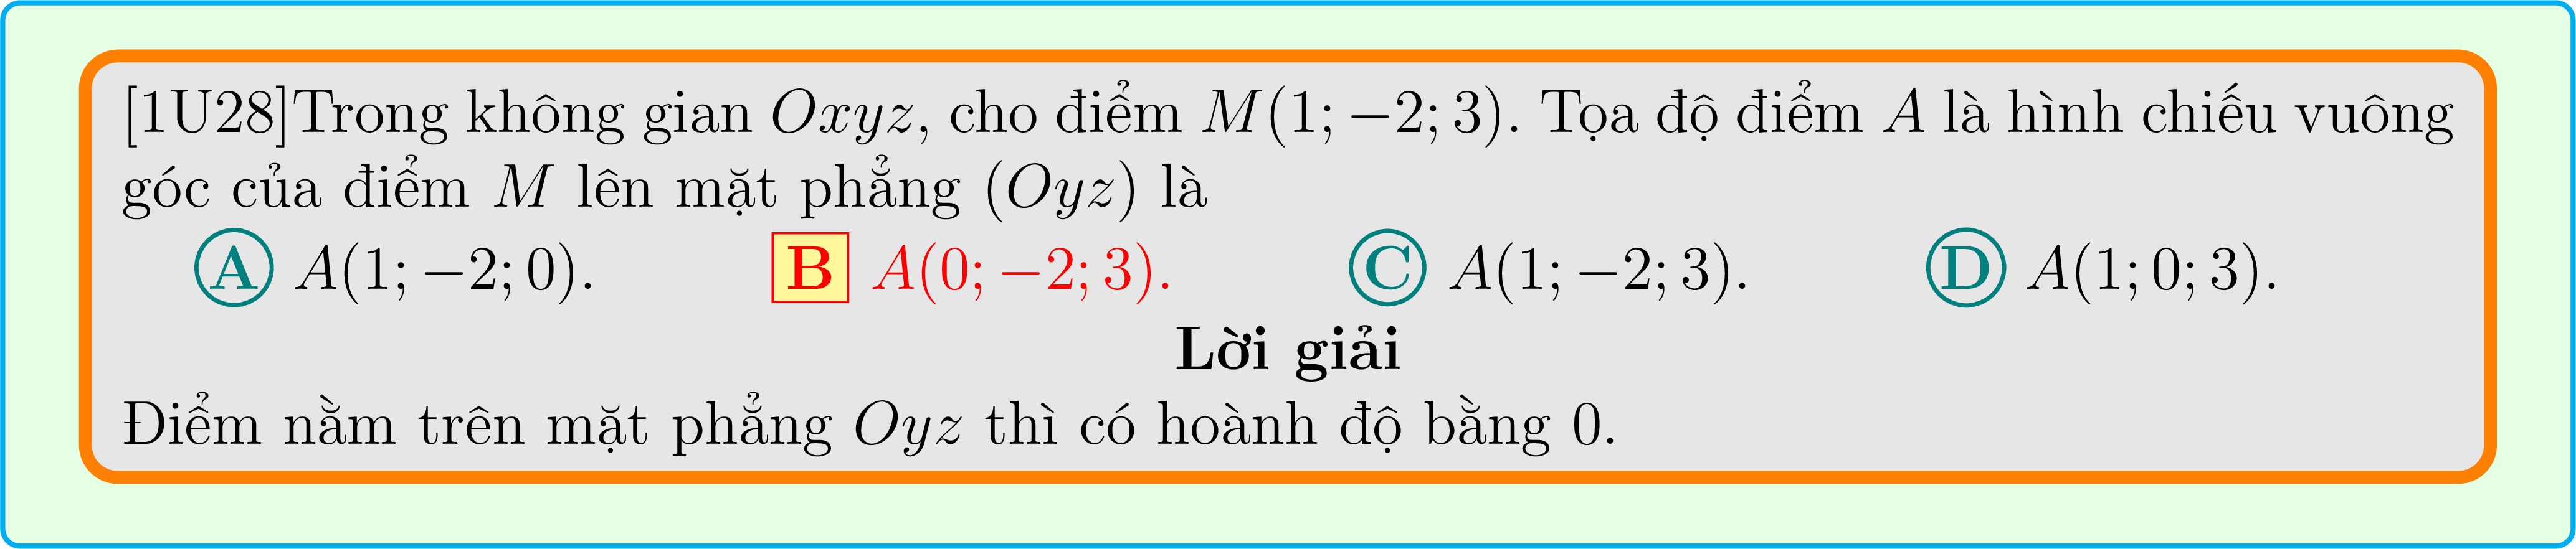 [1U28]Trong không gian Oxyz, cho điểm M(1; −2; 3). Tọa độ điểm A là hình chiếu vuông
góc của điểm M lên mặt phẳng (Oyz) là
A A(1; −2; 0). B A(0; −2; 3). C A(1; −2; 3). D A(1; 0; 3).
Lời giải
Điểm nằm trên mặt phẳng Oyz thì có hoành độ bằng 0.